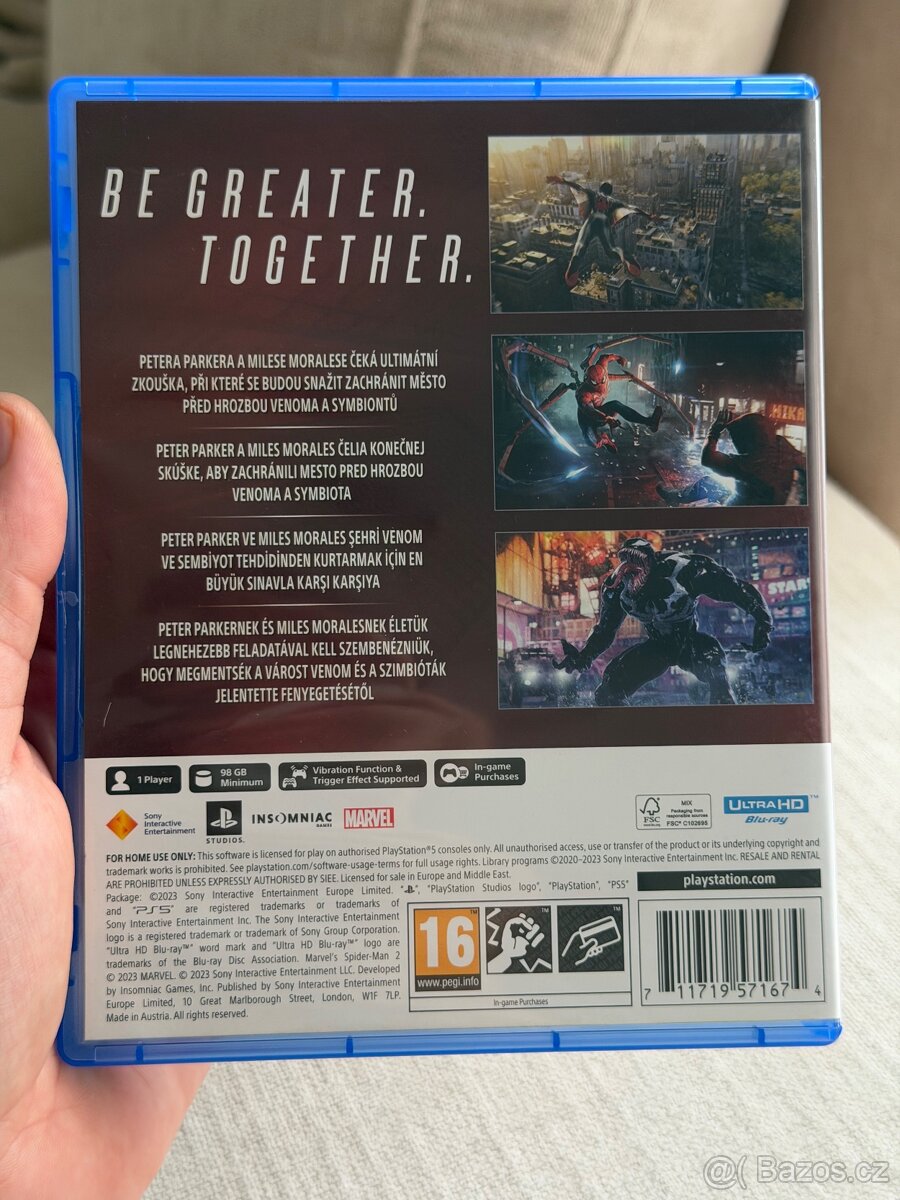 BE GREATER.
TOGETHER.
PETERA PARKERA A MILESE MORALESE ČEKÁ ULTIMÁTNÍ
ZKOUŠKA, PŘI KTERÉ SE BUDOU SNAŽIT ZACHRÁNIT MĚSTO
PŘED HROZBOU VENOMA A SYMBIONTŮ
PETER PARKER A MILES MORALES ČELIA KONEČNEJ
SKÚŠKE, ABY ZACHRÁNILI MESTO PRED HROZBOU
VENOMA A SYMBIOTA
PETER PARKER VE MILES MORALES ŞEHRİ VENOM
VE SEMBİYOT TEHDİDİNDEN KURTARMAK İÇİN EN
BÜYÜK SINAVLA KARŞI KARŞIYA
PETER PARKERNEK ÉS MILES MORALESNEK ÉLETÜK
LEGNEHEZEBB FELADATÁVAL KELL SZEMBENÉZNIÜK,
HOGY MEGMENTSÉK A VÁROST VENOM ÉS A SZIMBIÓTÁK
JELENTETTE FENYEGETÉSÉTŐL
1 Player
98 GB
Minimum
Vibration Function &
Trigger Effect Supported
In-game
Purchases
Sony
Interactive
Entertainment
STUDIOS.
INSOMNIAC
GAMES
MARVEL
FSC
MIX
Packaging from
responsible sources
FSC® C102695
ULTRA HD™
Blu-ray
FOR HOME USE ONLY: This software is licensed for play on authorised PlayStation®5 consoles only. All unauthorised access, use or transfer of the product or its underlying copyright and
trademark works is prohibited. See playstation.com/software-usage-terms for full usage rights. Library programs ©2020–2023 Sony Interactive Entertainment Inc. RESALE AND RENTAL
ARE PROHIBITED UNLESS EXPRESSLY AUTHORISED BY SIEE. Licensed for sale in Europe and Middle East.
Package: ©2023 Sony Interactive Entertainment Europe Limited. "", "PlayStation Studios logo", "PlayStation", "PS5"
and "PS5" are registered trademarks or trademarks of
Sony Interactive Entertainment Inc. The Sony Interactive Entertainment
logo is a registered trademark or trademark of Sony Group Corporation.
"Ultra HD Blu-ray™" word mark and "Ultra HD Blu-ray™" logo are
trademarks of the Blu-ray Disc Association. Marvel's Spider-Man 2
© 2023 MARVEL. © 2023 Sony Interactive Entertainment LLC. Developed
by Insomniac Games, Inc. Published by Sony Interactive Entertainment
Europe Limited, 10 Great Marlborough Street, London, W1F 7LP.
Made in Austria. All rights reserved.
playstation.com
16
www.pegi.info
In-game Purchases
7 11719 57167 4
@( Bazos.cz